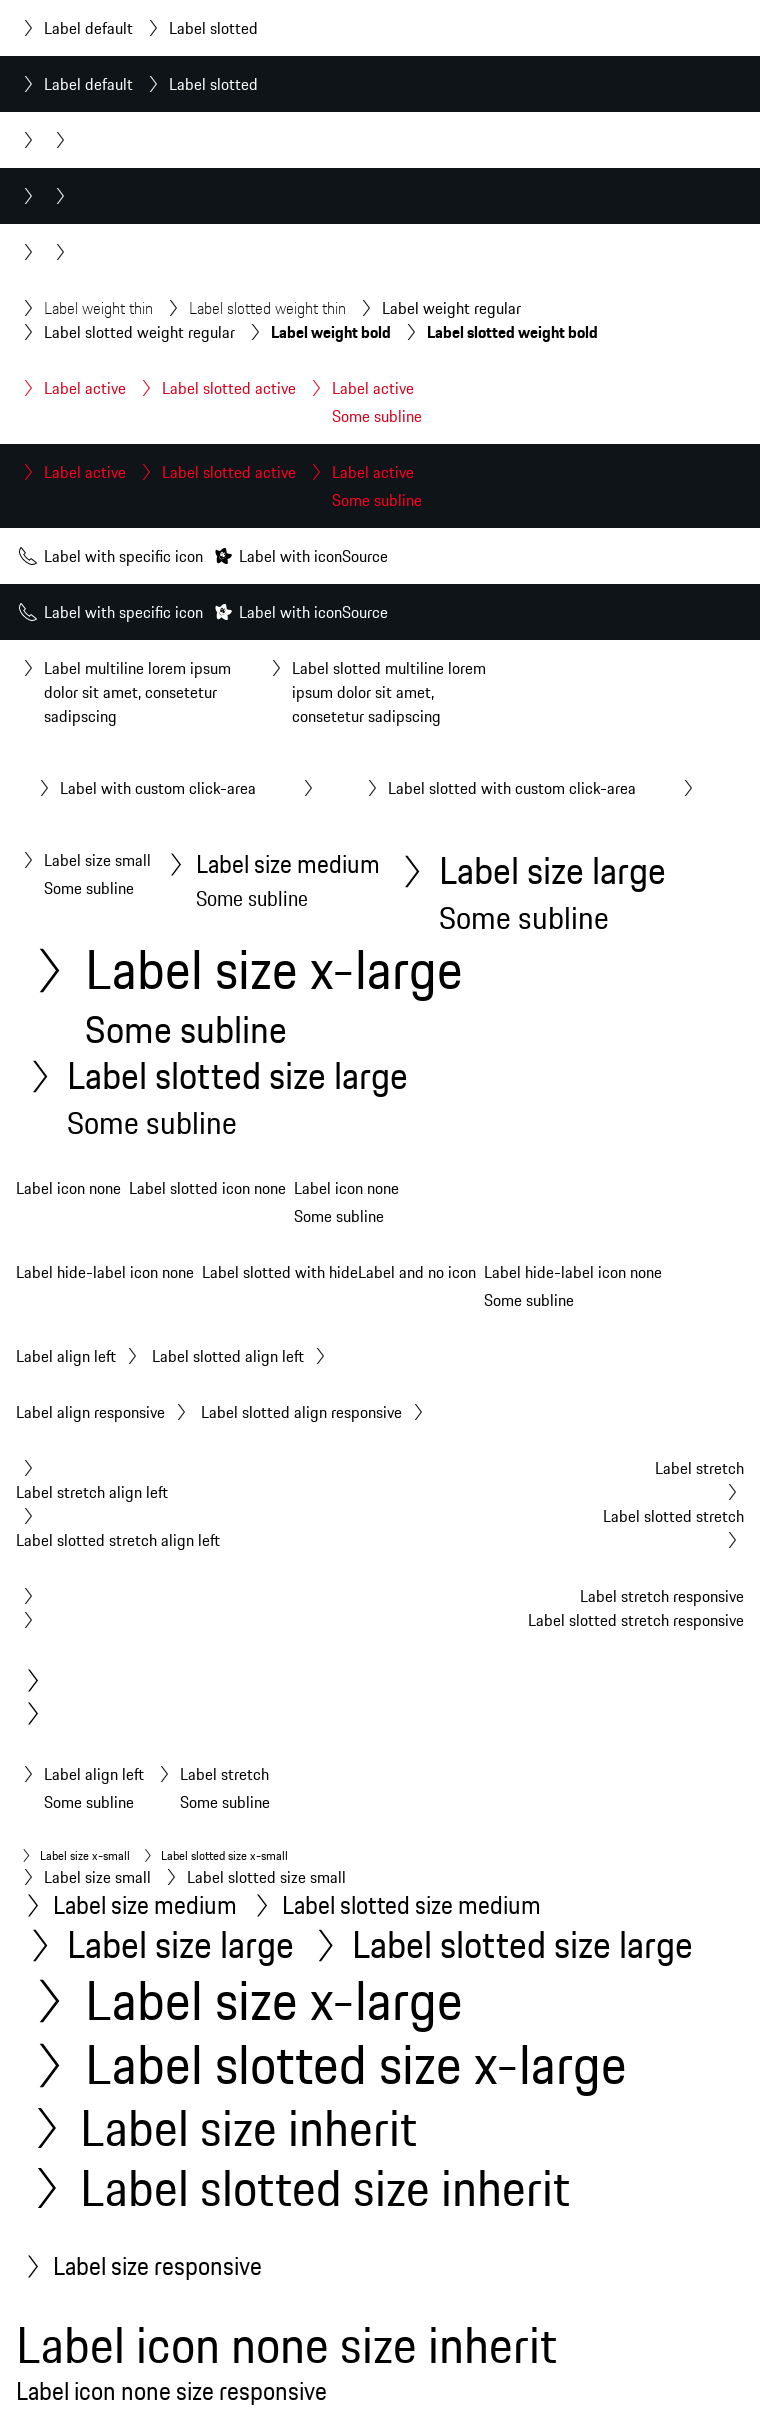 Label default Label slotted
Label default Label slotted
Label weight thin Label slotted weight thin Label weight regular
Label slotted weight regular Label weight bold Label slotted weight bold
Label active Label slotted active Label active
Some subline
Label active Label slotted active Label active
Some subline
Label with specific icon Label with iconSource
Label with specific icon Label with iconSource
Label multiline lorem ipsum
dolor sit amet, consetetur
sadipscing
Label slotted multiline lorem
ipsum dolor sit amet,
consetetur sadipscing
Label with custom click-area Label slotted with custom click-area
Label size small
Some subline
Label size medium
Some subline
Label size large
Some subline
Label size x-large
Some subline
Label slotted size large
Some subline
Label icon none Label slotted icon none Label icon none
Some subline
Label hide-label icon none Label slotted with hideLabel and no icon Label hide-label icon none
Some subline
Label align left Label slotted align left
Label align responsive Label slotted align responsive
Label stretch
Label stretch align left
Label slotted stretch
Label slotted stretch align left
Label stretch responsive
Label slotted stretch responsive
Label align left Label stretch
Some subline Some subline
Label size x-small Label slotted size x-small
Label size small Label slotted size small
Label size medium Label slotted size medium
Label size large Label slotted size large
Label size x-large
Label slotted size x-large
Label size inherit
Label slotted size inherit
Label size responsive
Label icon none size inherit
Label icon none size responsive